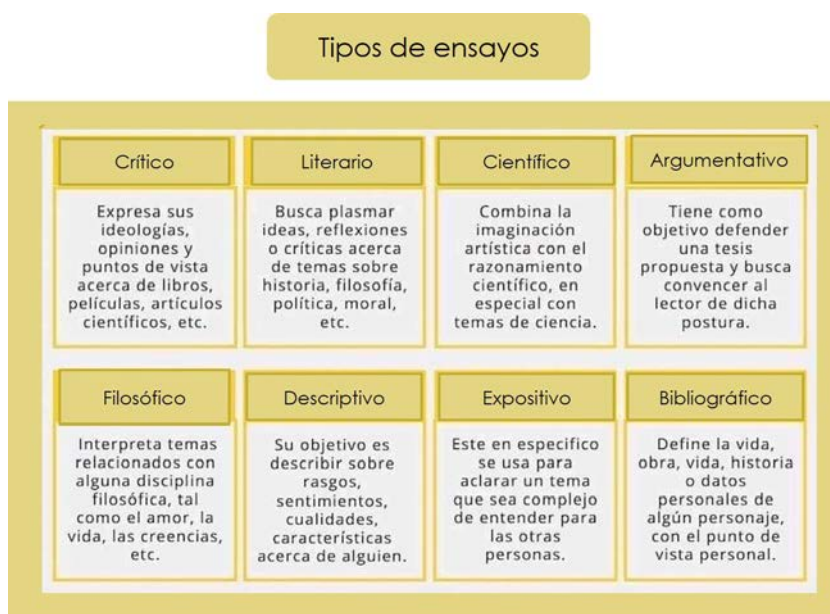 Tipos de ensayos
Crítico
Expresa sus
ideologías,
opiniones y
puntos de vista
acerca de libros,
películas, artículos
científicos, etc.
Literario
Busca plasmar
ideas, reflexiones
o críticas acerca
de temas sobre
historia, filosofía,
política, moral,
etc.
Científico
Combina la
imaginación
artística con el
razonamiento
científico, en
especial con
temas de ciencia.
Argumentativo
Tiene como
objetivo defender
una tesis
propuesta y busca
convencer al
lector de dicha
postura.
Filosófico
Interpreta temas
relacionados con
alguna disciplina
filosófica, tal
como el amor, la
vida, las creencias,
etc.
Descriptivo
Su objetivo es
describir sobre
rasgos,
sentimientos,
cualidades,
características
acerca de alguien.
Expositivo
Este en especifico
se usa para
aclarar un tema
que sea complejo
de entender para
las otras
personas.
Bibliográfico
Define la vida,
obra, vida, historia
o datos
personales de
algún personaje,
con el punto de
vista personal.